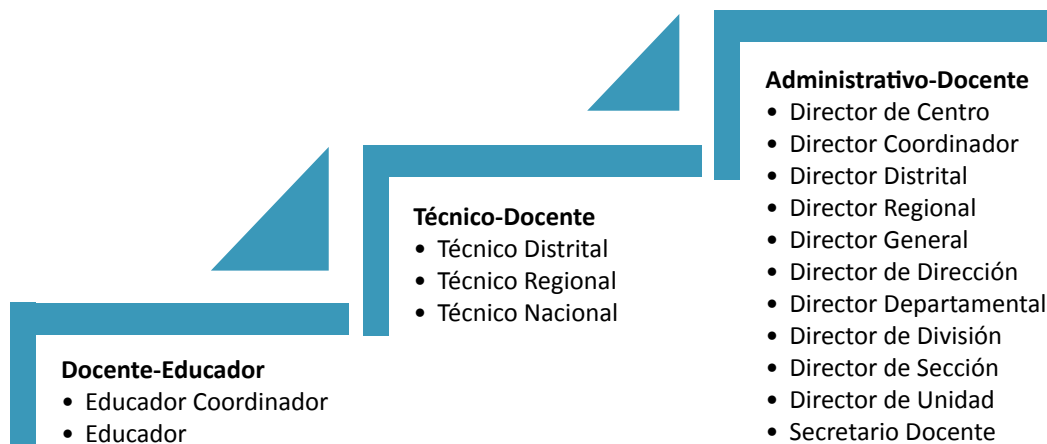 Administrativo-Docente
• Director de Centro
• Director Coordinador
• Director Distrital
• Director Regional
• Director General
• Director de Dirección
• Director Departamental
• Director de División
• Director de Sección
• Director de Unidad
• Secretario Docente
Técnico-Docente
• Técnico Distrital
• Técnico Regional
• Técnico Nacional
Docente-Educador
• Educador Coordinador
• Educador